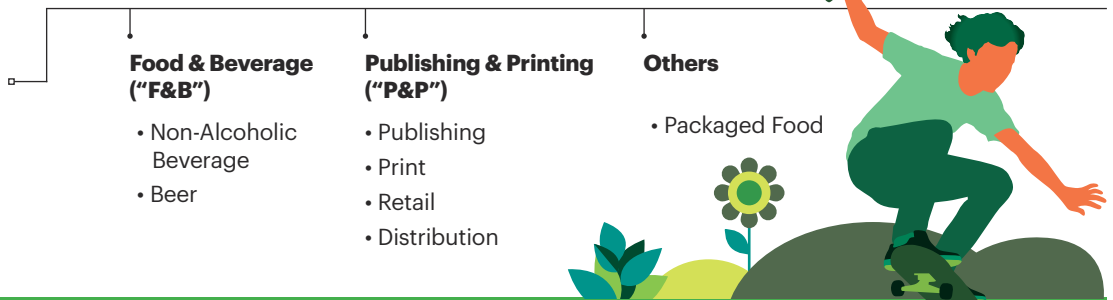 Food & Beverage
(“F&B”)
• Non-Alcoholic
Beverage
• Beer
Publishing & Printing
(“P&P”)
• Publishing
• Print
• Retail
• Distribution
Others
• Packaged Food